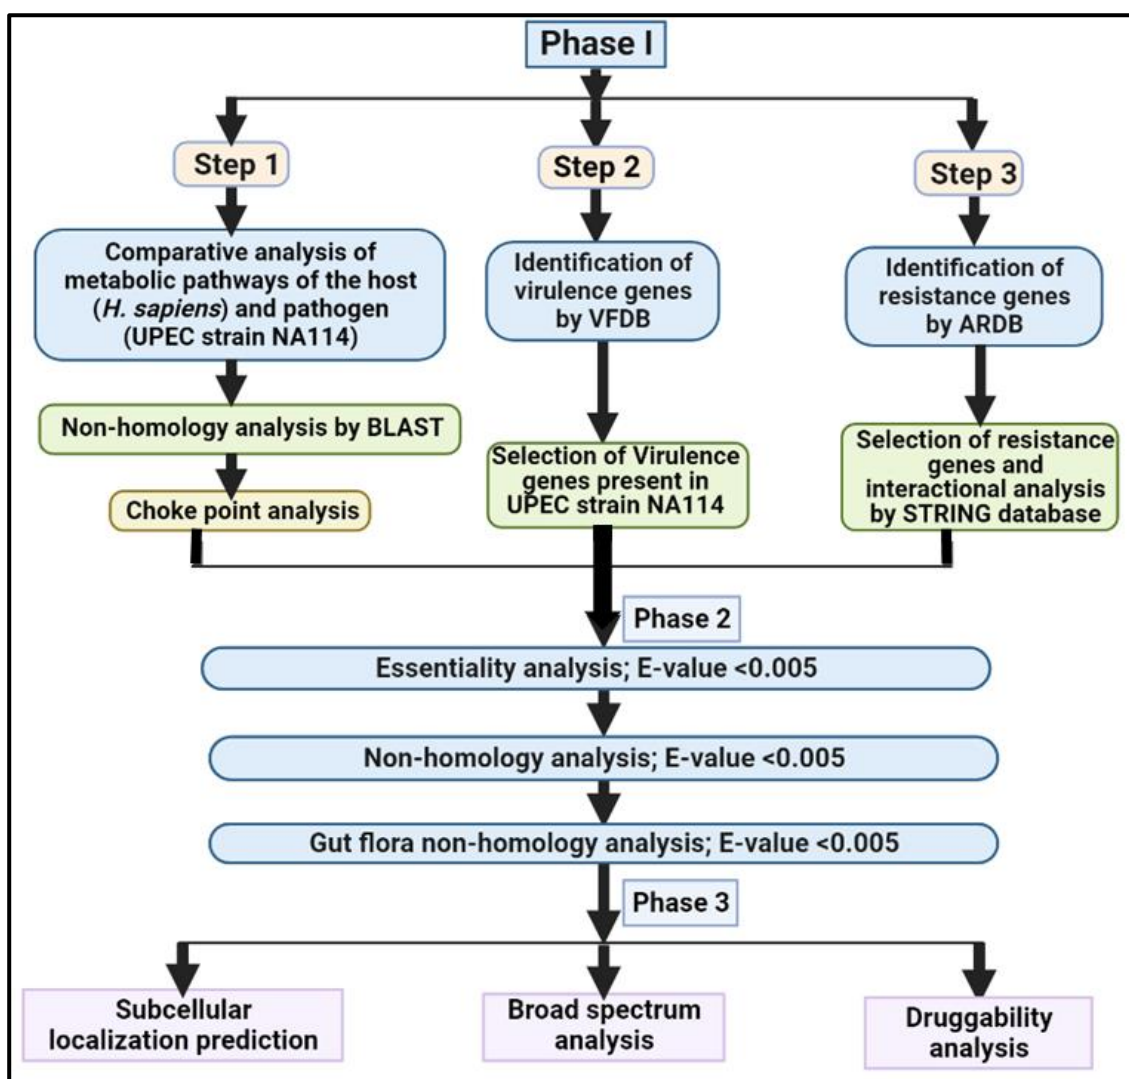 Phase I
Step 1
Comparative analysis of
metabolic pathways of the host
(H. sapiens) and pathogen
(UPEC strain NA114)
Non-homology analysis by BLAST
Choke point analysis
Step 2
Identification of
virulence genes
by VFDB
Selection of Virulence
genes present in
UPEC strain NA114
Step 3
Identification of
resistance genes
by ARDB
Selection of resistance
genes and
interactional analysis
by STRING database
Phase 2
Essentiality analysis; E-value <0.005
Non-homology analysis; E-value <0.005
Gut flora non-homology analysis; E-value <0.005
Phase 3
Subcellular
localization prediction
Broad spectrum
analysis
Druggability
analysis